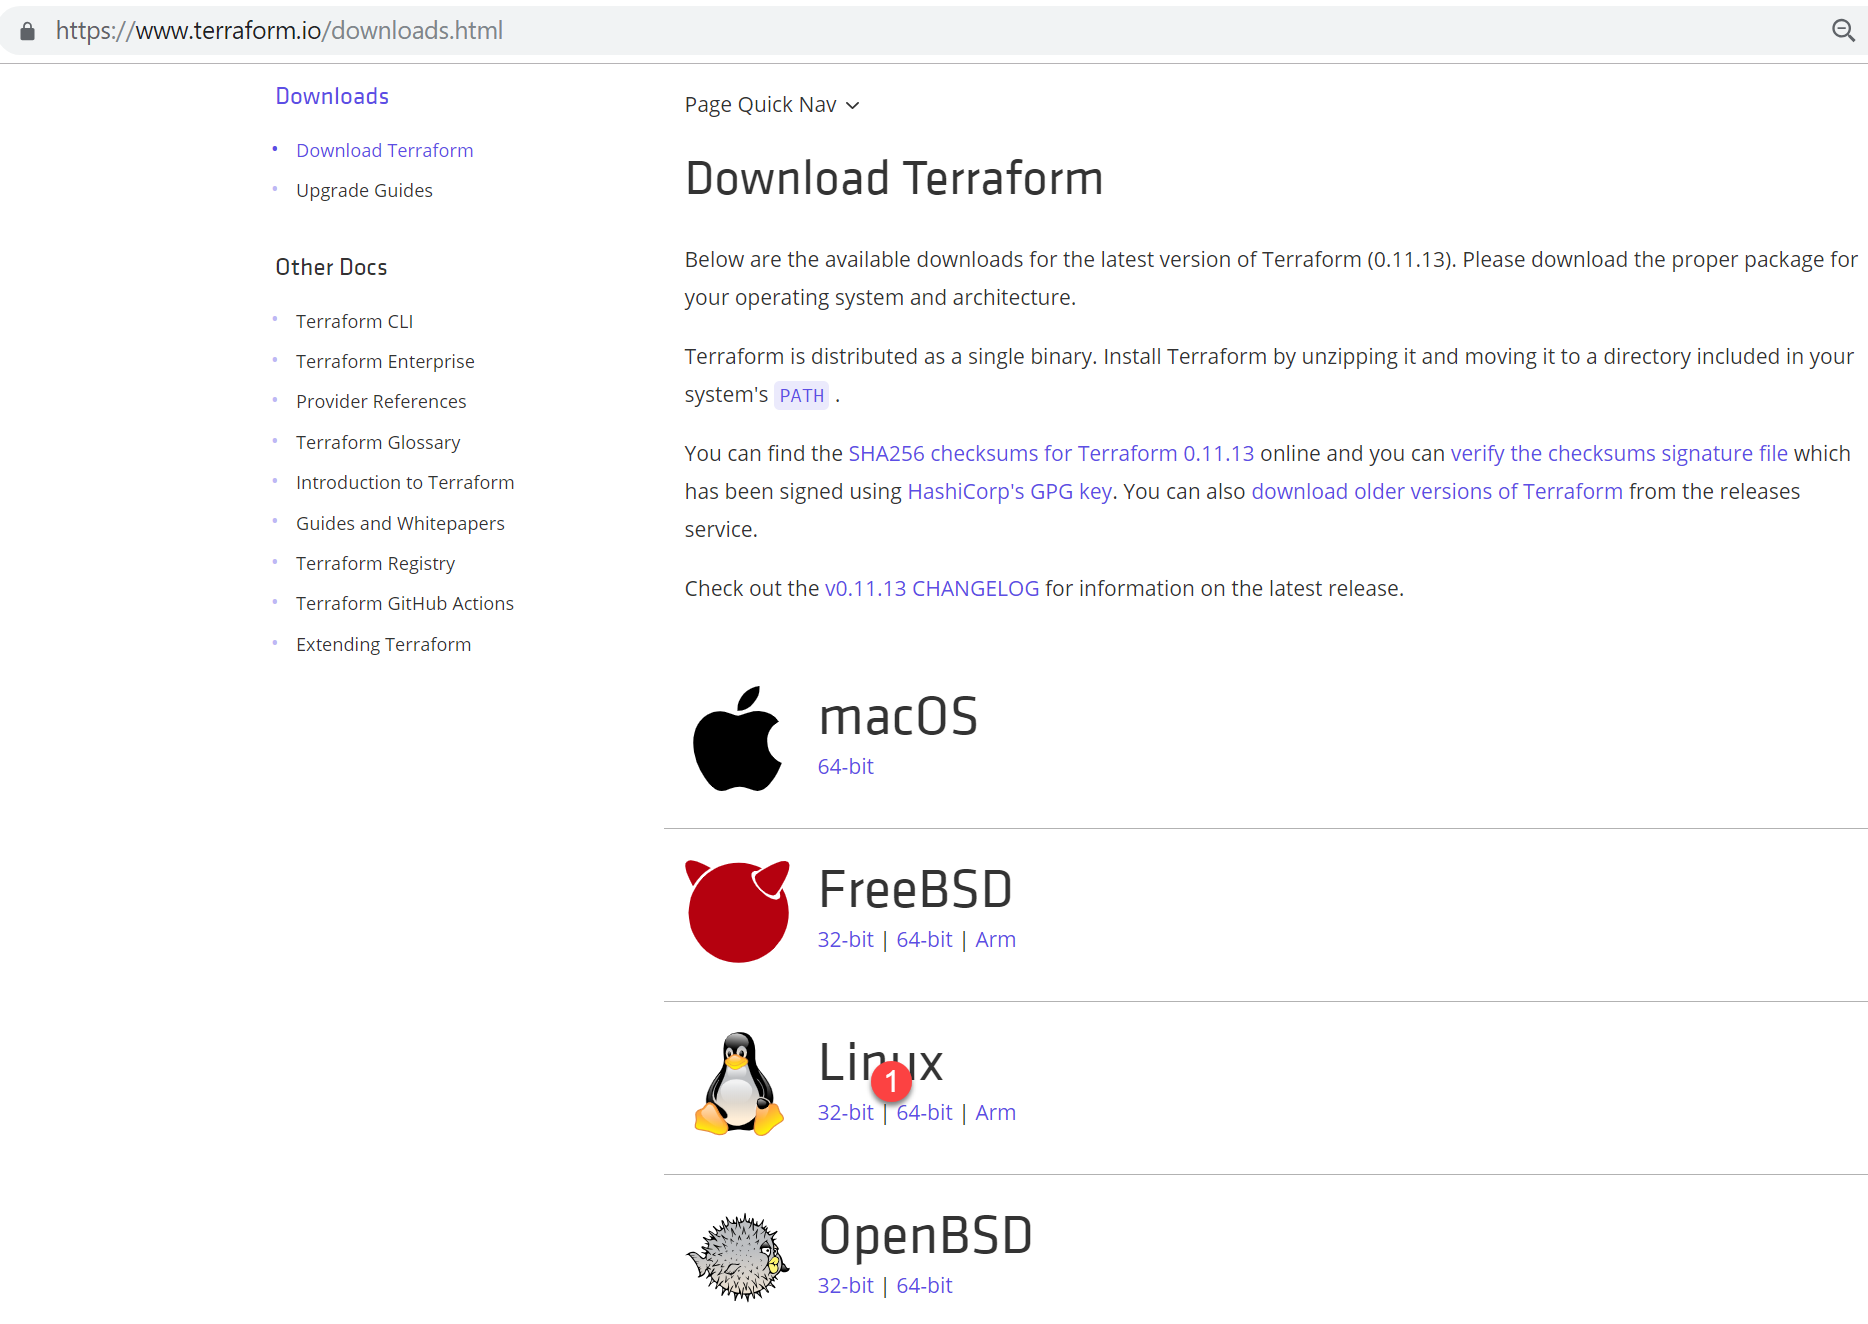 https://www.terraform.io/downloads.html
Downloads
Download Terraform
Upgrade Guides
Other Docs
Terraform CLI
Terraform Enterprise
Provider References
Terraform Glossary
Introduction to Terraform
Guides and Whitepapers
Terraform Registry
Terraform GitHub Actions
Extending Terraform
Page Quick Nav
Download Terraform
Below are the available downloads for the latest version of Terraform (0.11.13). Please download the proper package for
your operating system and architecture.
Terraform is distributed as a single binary. Install Terraform by unzipping it and moving it to a directory included in your
system's PATH .
You can find the SHA256 checksums for Terraform 0.11.13 online and you can verify the checksums signature file which
has been signed using HashiCorp's GPG key. You can also download older versions of Terraform from the releases
service.
Check out the v0.11.13 CHANGELOG for information on the latest release.
macOS
64-bit
FreeBSD
32-bit | 64-bit | Arm
Linux
1
32-bit | 64-bit | Arm
OpenBSD
32-bit | 64-bit